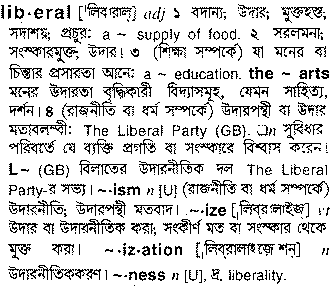 lib·eral ['লিবারাল্] adj ১ বদান্য; উদার; মুক্তহস্ত;
সদাশয়; প্রচুর: a ~ supply of food. ২ সরলমনা;
সংস্কারমুক্ত; উদার। ৩ (শিক্ষা সম্পর্কে) যা মনের বা
চিন্তার প্রসারতা আনে: a ~ education. the ~ arts
মনের উদারতা বৃদ্ধিকারী বিদ্যাসমূহ, যেমন সাহিত্য,
দর্শন। ৪ (রাজনীতি বা ধর্ম সম্পর্কে) উদারপন্থী বা উদার
মতাবলম্বী: The Liberal Party (GB). □n সুবিধার
পরিবর্তে যে ব্যক্তি প্রগতি বা সংস্কারে বিশ্বাস করেন।
L~ (GB) বিলাতের উদারনীতিক দল The Liberal
Party-র সভ্য। ~·ism n [U] (রাজনীতি বা ধর্ম সম্পর্কে)
উদারনীতি; উদারপন্থী মতবাদ। ~·ize [লিব্‌রালাইজ়্] vt
উদার বা উদারনীতিক করা; সংকীর্ণ মত বা সংস্কার থেকে
মুক্ত করা। ~·iz·ation [লিব্‌রালাইজ়েশ্‌ন্] n
উদারনীতিককরণ। ~·ness n [U], দ্র. liberality.